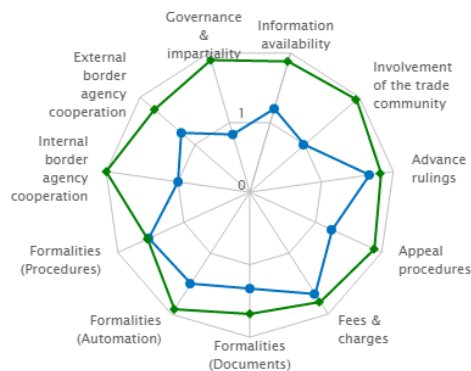 Governance
&
impartiality
Information
availability
External
border
agency
cooperation
Involvement
of the trade
community
1
Internal
border
agency
cooperation
Advance
rulings
0
Formalities
(Procedures)
Appeal
procedures
Formalities
(Automation)
Fees &
charges
Formalities
(Documents)